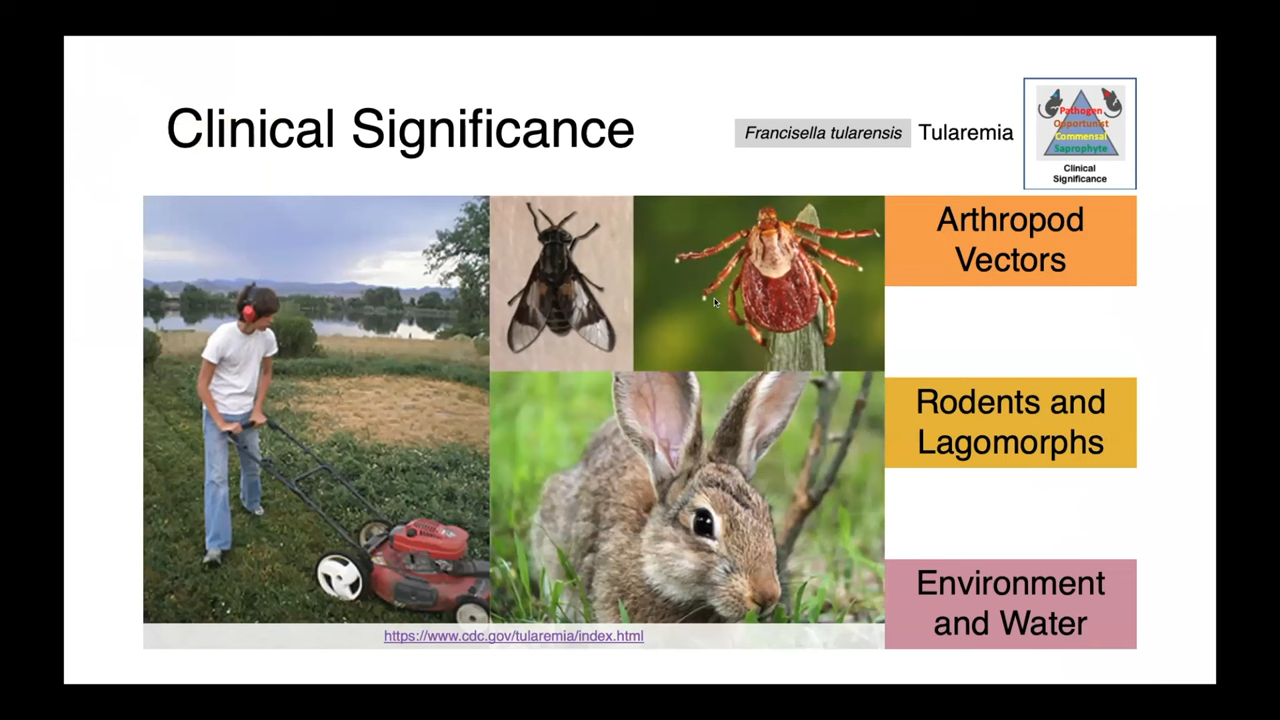 Clinical Significance
Francisella tularensis Tularemia
Pathogen
Opportunist
Commensal
Saprophyte
Clinical
Significance
Arthropod
Vectors
Rodents and
Lagomorphs
Environment
and Water
https://www.cdc.gov/tularemia/index.html